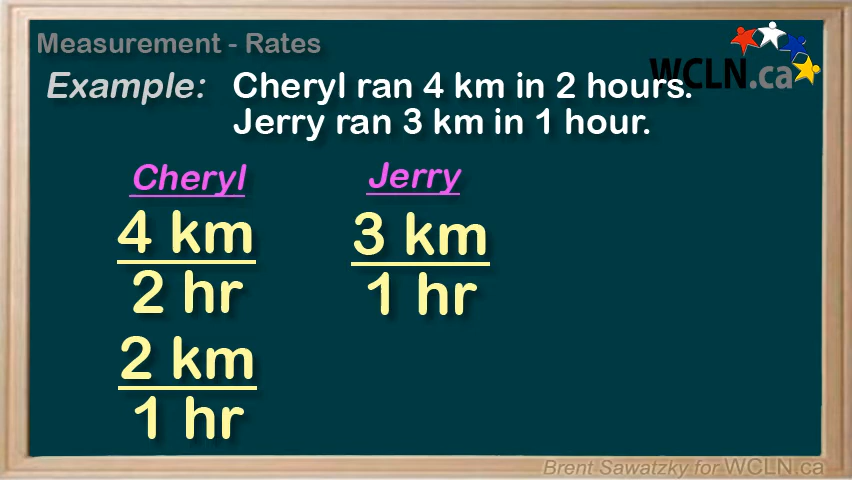 Measurement - Rates
WCLN.ca
Example: Cheryl ran 4 km in 2 hours.
Jerry ran 3 km in 1 hour.
Cheryl
4 km
2 hr
2 km
1 hr
Jerry
3 km
1 hr
Brent Sawatzky for WCLN.ca